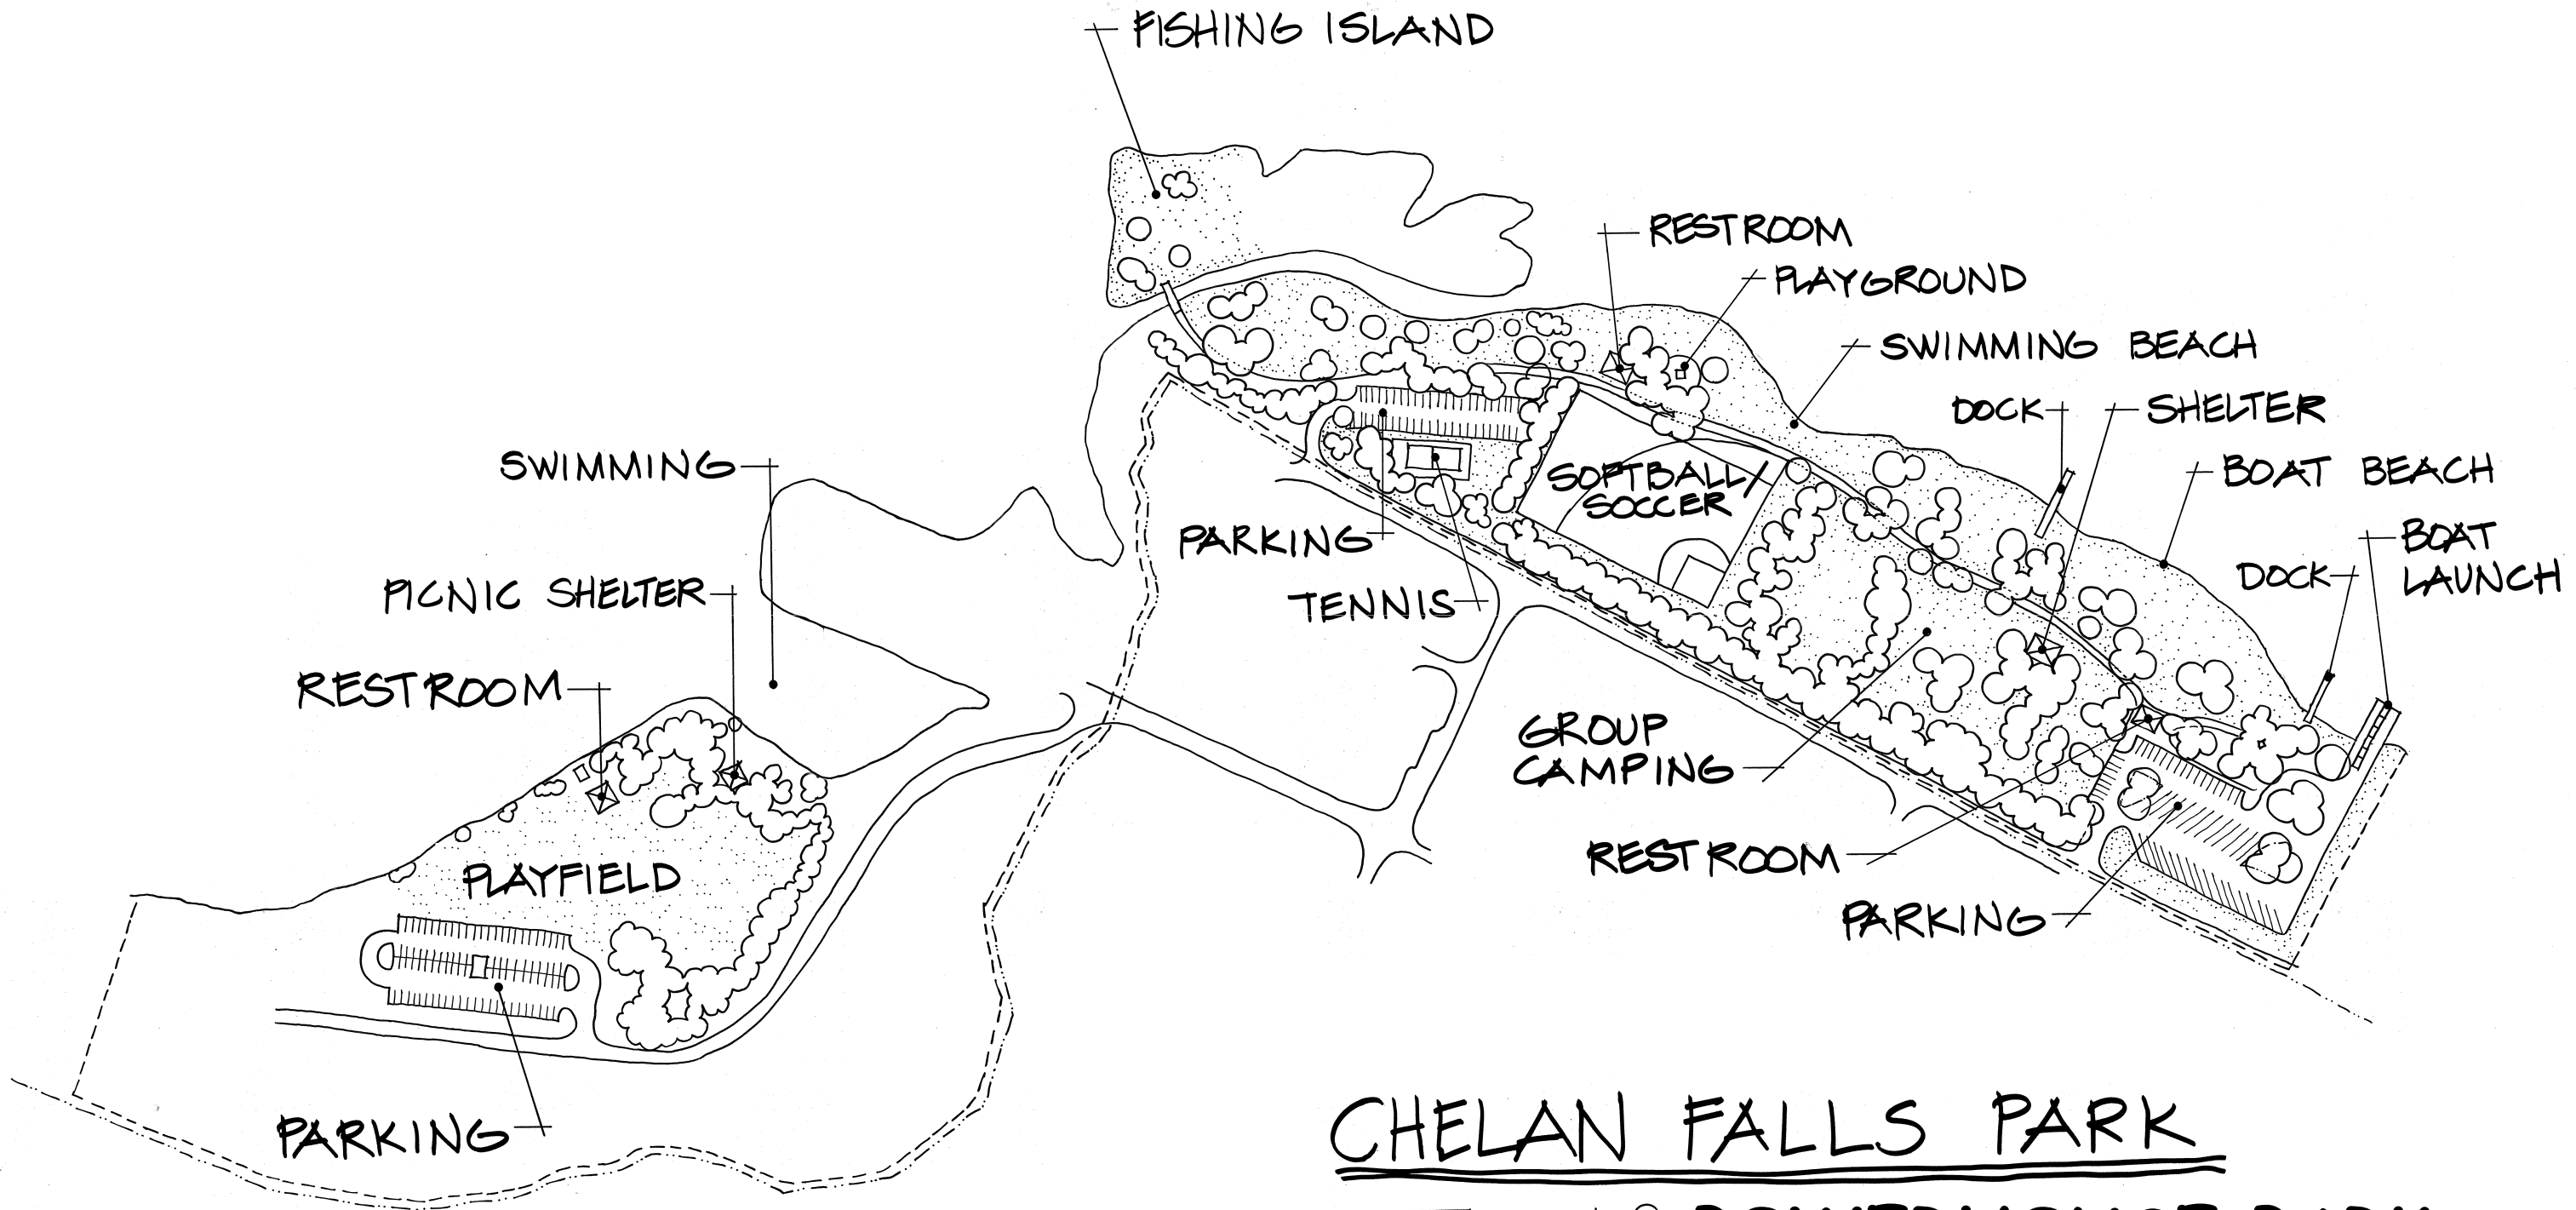 FISHING ISLAND
RESTROOM
PLAYGROUND
SWIMMING BEACH
DOCK
SHELTER
BOAT BEACH
BOAT
LAUNCH
DOCK
SWIMMING
PICNIC SHELTER
RESTROOM
SOFTBALL/
SOCCER
PARKING
TENNIS
GROUP
CAMPING
RESTROOM
PARKING
PLAYFIELD
PARKING
CHELAN FALLS PARK